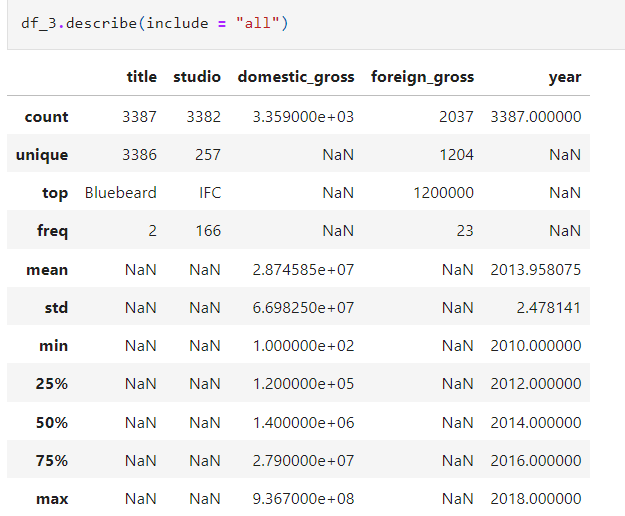 df_3.describe(include = "all")
title studio domestic_gross foreign_gross year
count 3387 3382 3.359000e+03 2037 3387.000000
unique 3386 257 NaN 1204 NaN
top Bluebeard IFC NaN 1200000 NaN
freq 2 166 NaN 23 NaN
mean NaN NaN 2.874585e+07 NaN 2013.958075
std NaN NaN 6.698250e+07 NaN 2.478141
min NaN NaN 1.000000e+02 NaN 2010.000000
25% NaN NaN 1.200000e+05 NaN 2012.000000
50% NaN NaN 1.400000e+06 NaN 2014.000000
75% NaN NaN 2.790000e+07 NaN 2016.000000
max NaN NaN 9.367000e+08 NaN 2018.000000